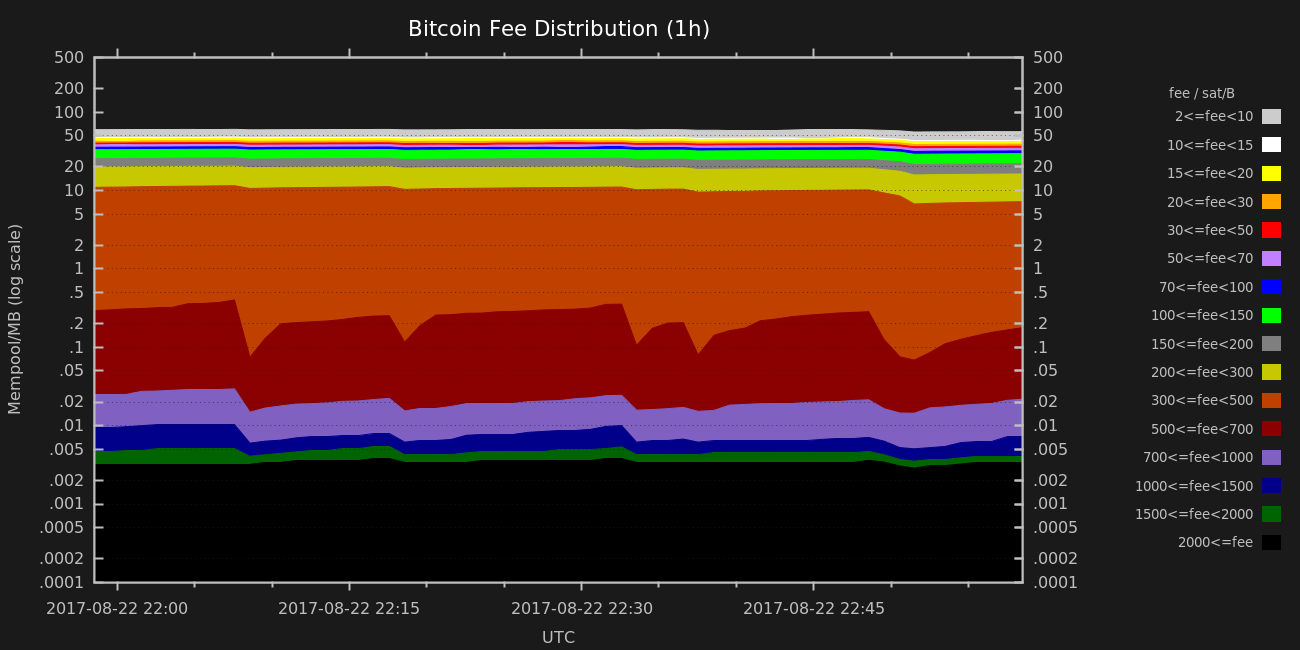 Bitcoin Fee Distribution (1h)
Mempool/MB (log scale)
500
200
100
50
20
10
5
2
1
.5
.2
.1
.05
.02
.01
.005
.002
.001
.0005
.0002
.0001
500
200
100
50
20
10
5
2
1
.5
.2
.1
.05
.02
.01
.005
.002
.001
.0005
.0002
.0001
2017-08-22 22:00
2017-08-22 22:15
2017-08-22 22:30
2017-08-22 22:45
UTC
fee / sat/B
2<=fee<10
10<=fee<15
15<=fee<20
20<=fee<30
30<=fee<50
50<=fee<70
70<=fee<100
100<=fee<150
150<=fee<200
200<=fee<300
300<=fee<500
500<=fee<700
700<=fee<1000
1000<=fee<1500
1500<=fee<2000
2000<=fee